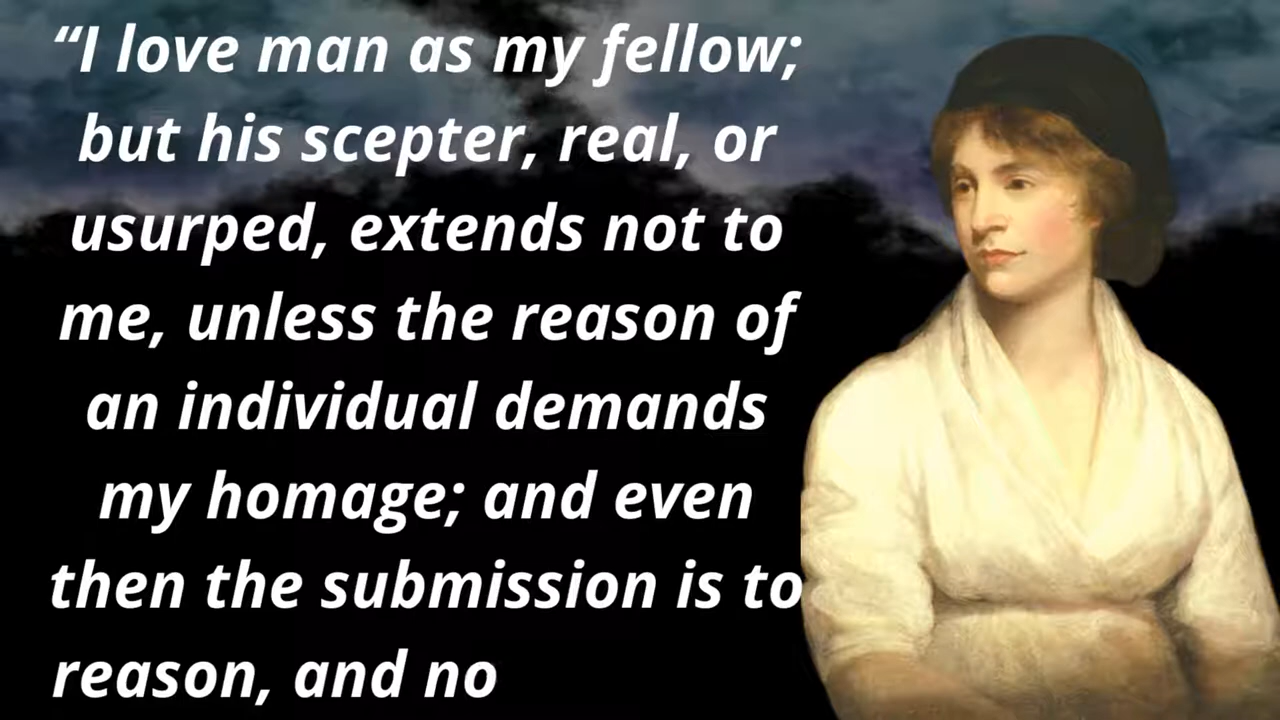 “I love man as my fellow;
but his scepter, real, or
usurped, extends not to
me, unless the reason of
an individual demands
my homage; and even
then the submission is to
reason, and no